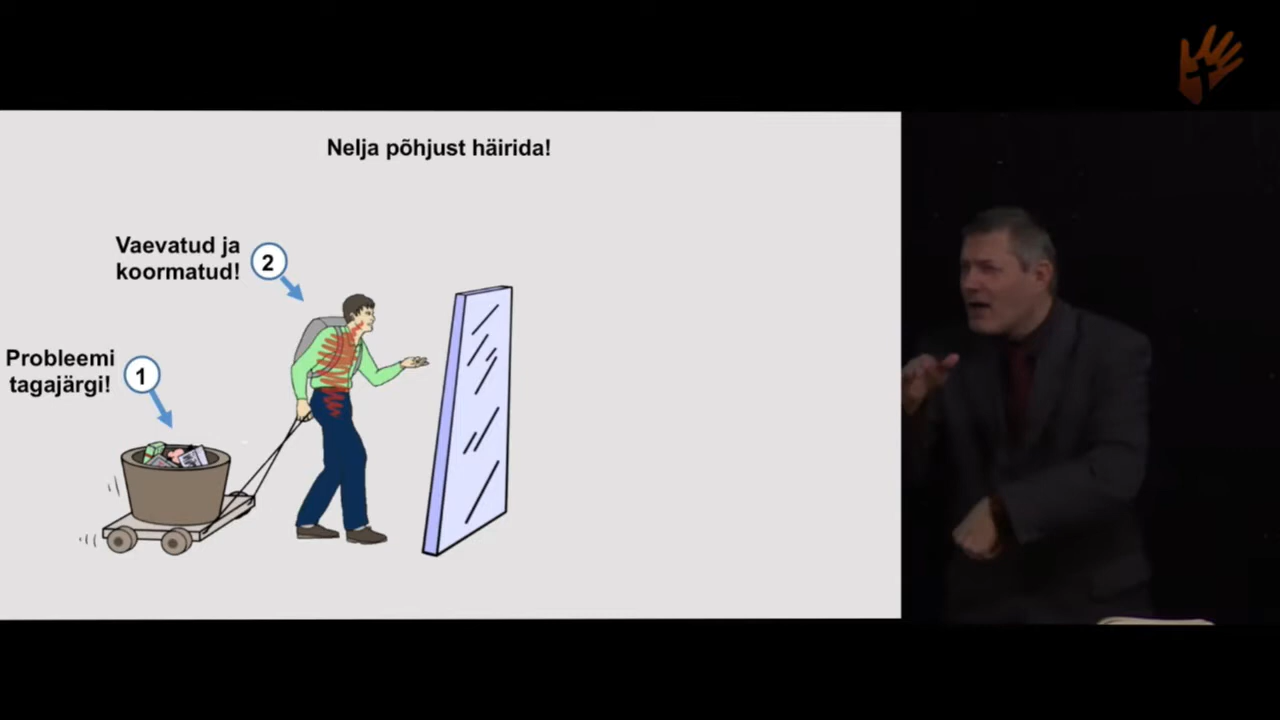 Nelja põhjust häirida!
Vaevatud ja
koormatud!
2
Probleemi
tagajärgi!
1